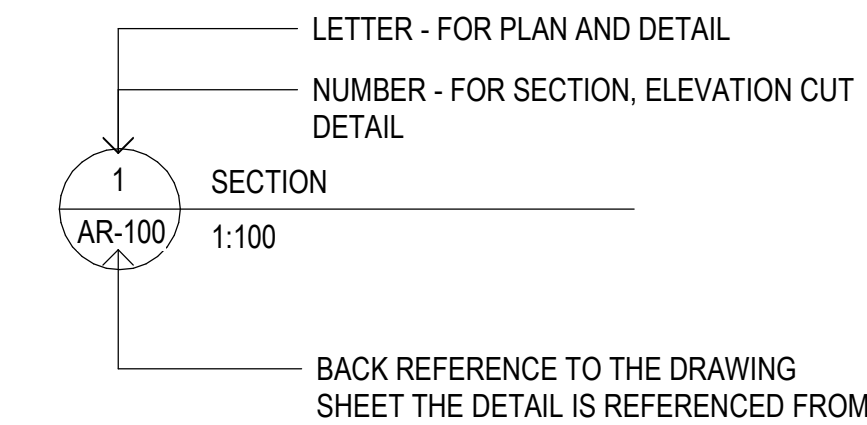 LETTER - FOR PLAN AND DETAIL
NUMBER - FOR SECTION, ELEVATION CUT
DETAIL
1
SECTION
AR-100
1:100
BACK REFERENCE TO THE DRAWING
SHEET THE DETAIL IS REFERENCED FROM